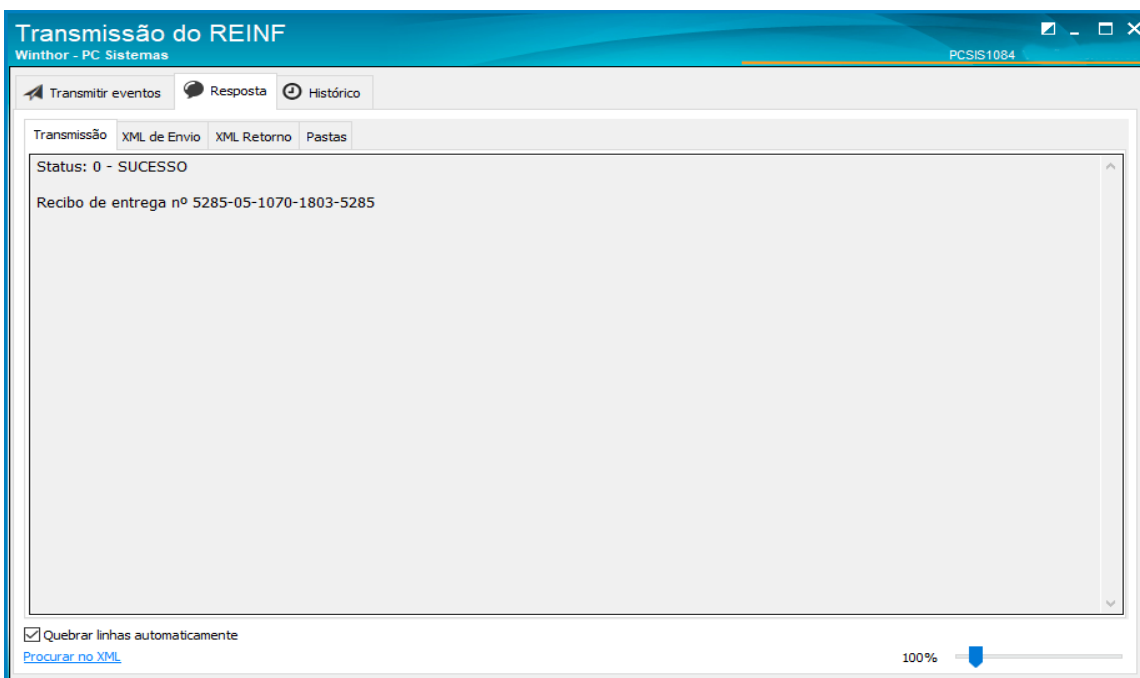 Transmissão do REINF
Winthor - PC Sistemas
PCSIS1084
Transmitir eventos Resposta Histórico
Transmissão XML de Envio XML Retorno Pastas
Status: 0 - SUCESSO
Recibo de entrega nº 5285-05-1070-1803-5285
Quebrar linhas automaticamente
Procurar no XML
100%